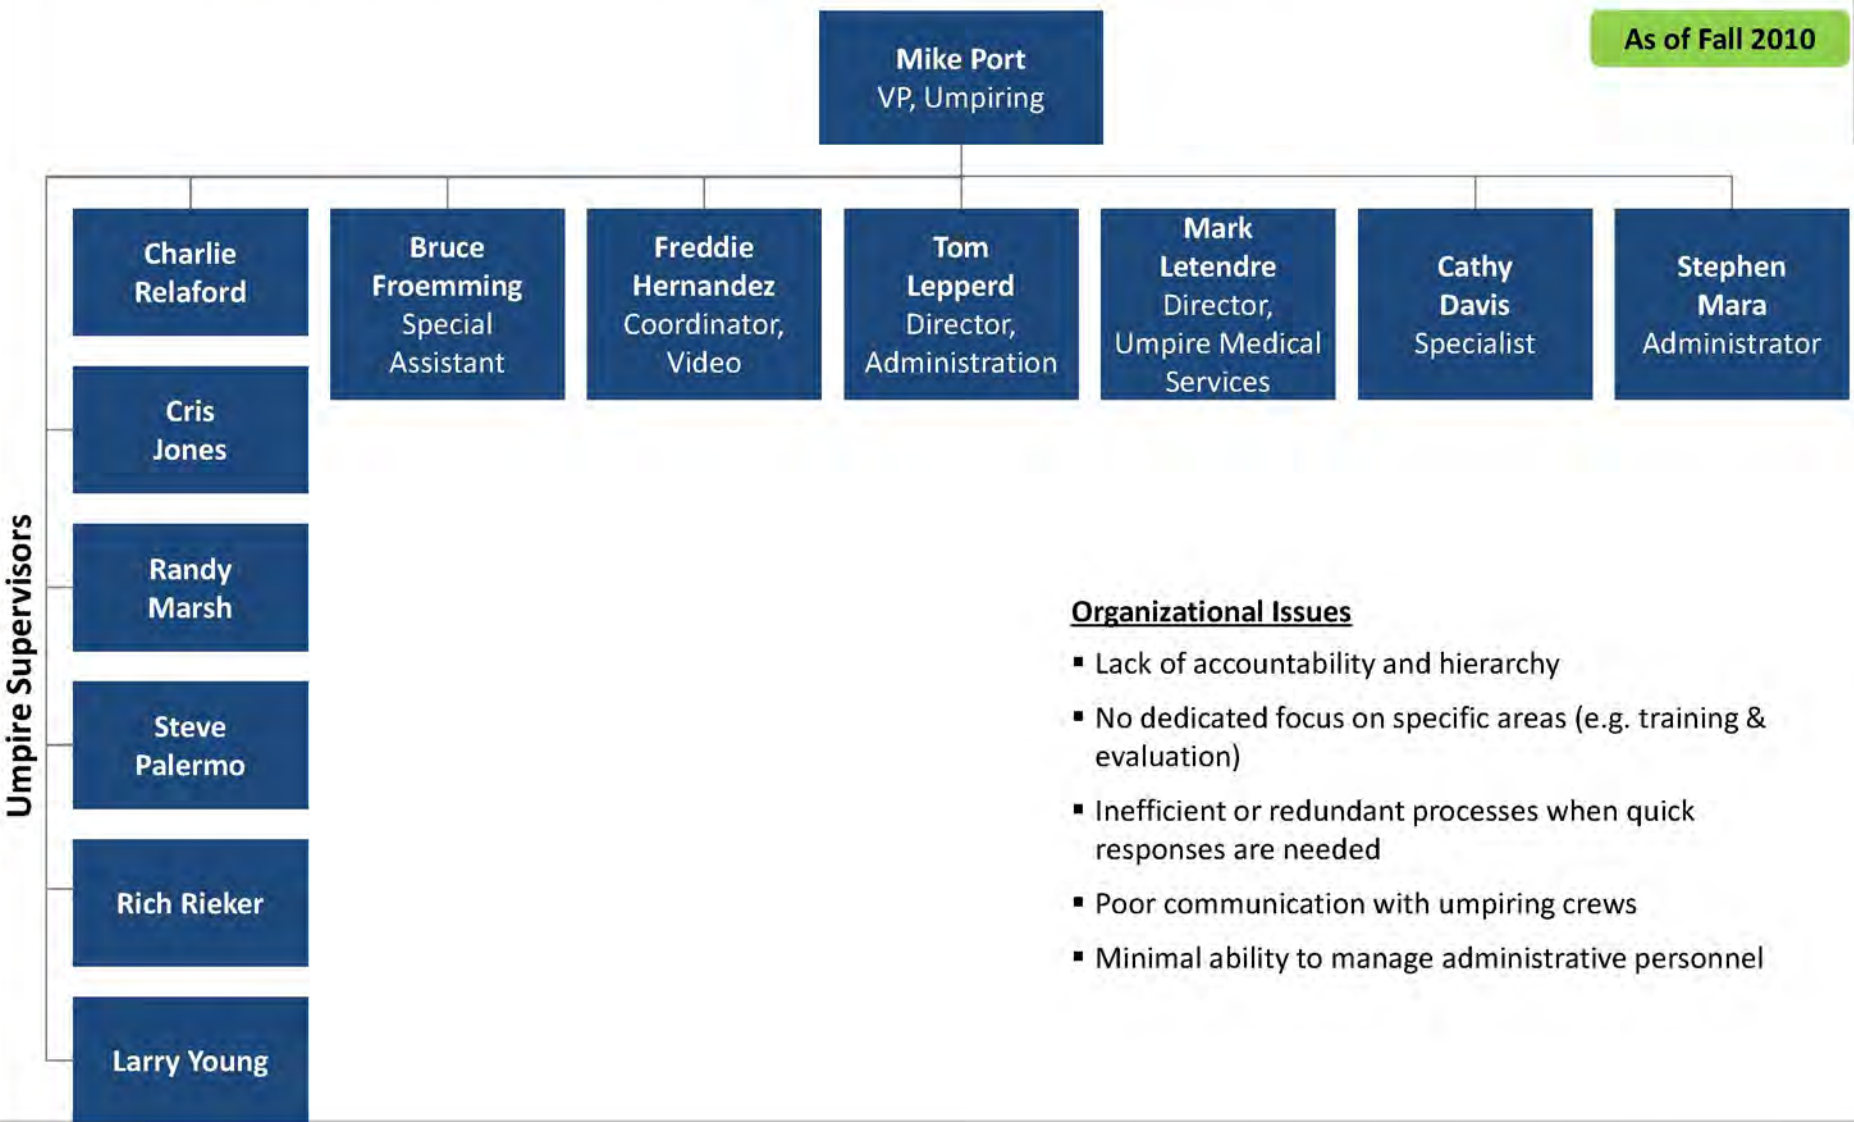 Mike Port
VP, Umpiring
As of Fall 2010
Charlie
Relaford
Bruce
Froemming
Special
Assistant
Freddie
Hernandez
Coordinator,
Video
Tom
Lepperd
Director,
Administration
Mark
Letendre
Director,
Umpire Medical
Services
Cathy
Davis
Specialist
Stephen
Mara
Administrator
Umpire Supervisors
Cris
Jones
Randy
Marsh
Steve
Palermo
Rich Rieker
Larry Young
Organizational Issues
▪ Lack of accountability and hierarchy
▪ No dedicated focus on specific areas (e.g. training &
evaluation)
▪ Inefficient or redundant processes when quick
responses are needed
▪ Poor communication with umpiring crews
▪ Minimal ability to manage administrative personnel